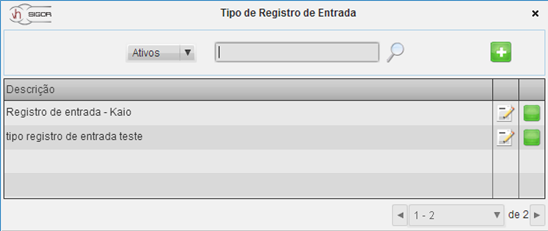 vh SIGOR
Tipo de Registro de Entrada
Ativos
Descrição
Registro de entrada - Kaio
tipo registro de entrada teste
1 - 2 de 2